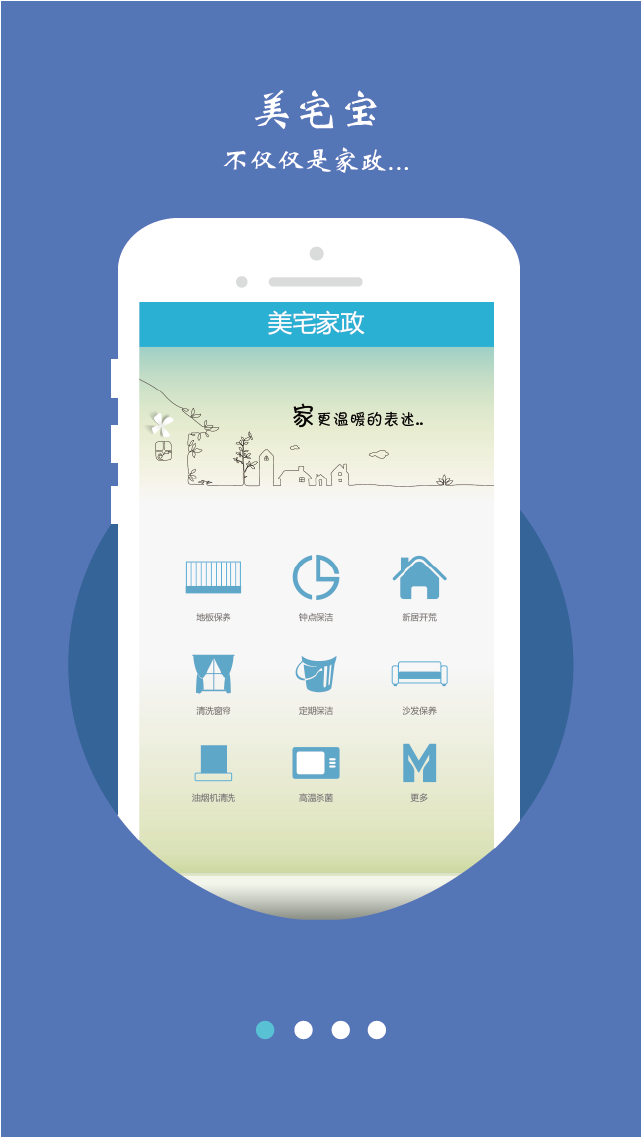 美宅宝
不仅仅是家政...
美宅家政
家更温暖的表述..
地板保养 钟点保洁 新居开荒
清洗窗帘 定期保洁 沙发保养
油烟机清洗 高温杀菌 更多